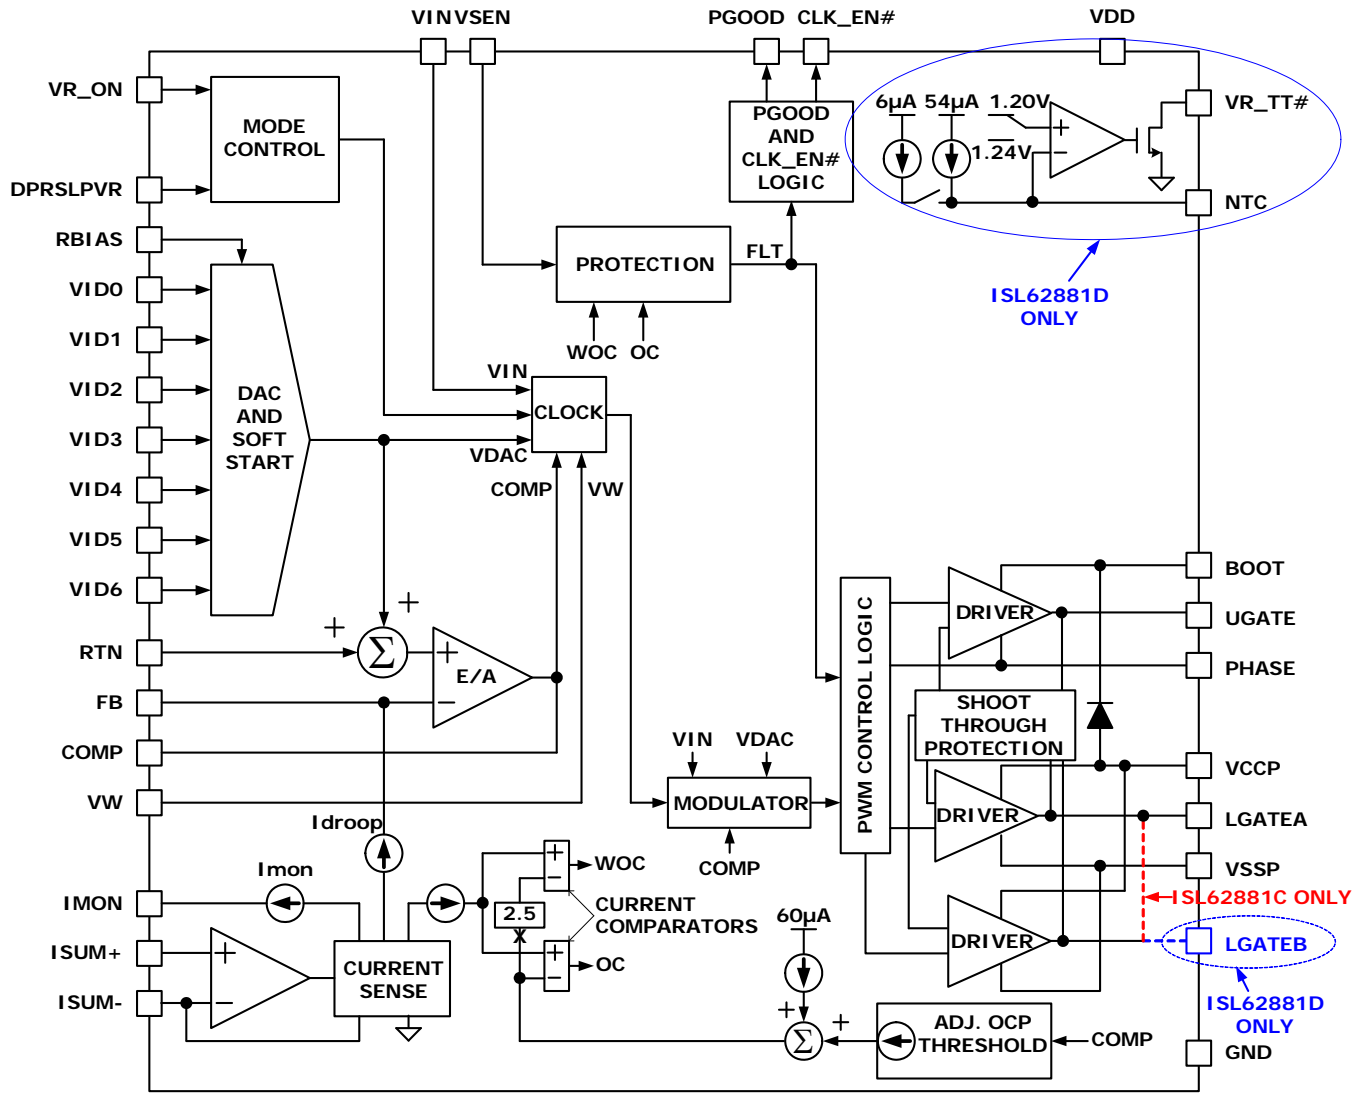 VIN VSEN
PGOOD CLK_EN#
VDD
VR_ON
DPRSLPVR
RBIAS
VID0
VID1
VID2
VID3
VID4
VID5
VID6
RTN
FB
COMP
VW
IMON
ISUM+
ISUM-
MODE
CONTROL
DAC
AND
SOFT
START
PGOOD
AND
CLK_EN#
LOGIC
PROTECTION
FLT
WOC OC
VIN
CLOCK
VDAC
COMP
VW
6µA 54µA 1.20V
1.24V
+
−
VR_TT#
NTC
ISL62881D
ONLY
+
+
Σ
+
E/A
−
Idroop
Imon
+
−
CURRENT
SENSE
+
−
WOC
2.5
X
CURRENT
COMPARATORS
+
−
OC
VIN VDAC
MODULATOR
COMP
60µA
+
+
Σ
ADJ. OCP
THRESHOLD
COMP
PWM CONTROL LOGIC
DRIVER
SHOOT
THROUGH
PROTECTION
DRIVER
DRIVER
BOOT
UGATE
PHASE
VCCP
LGATEA
VSSP
ISL62881C ONLY
LGATEB
ISL62881D
ONLY
GND